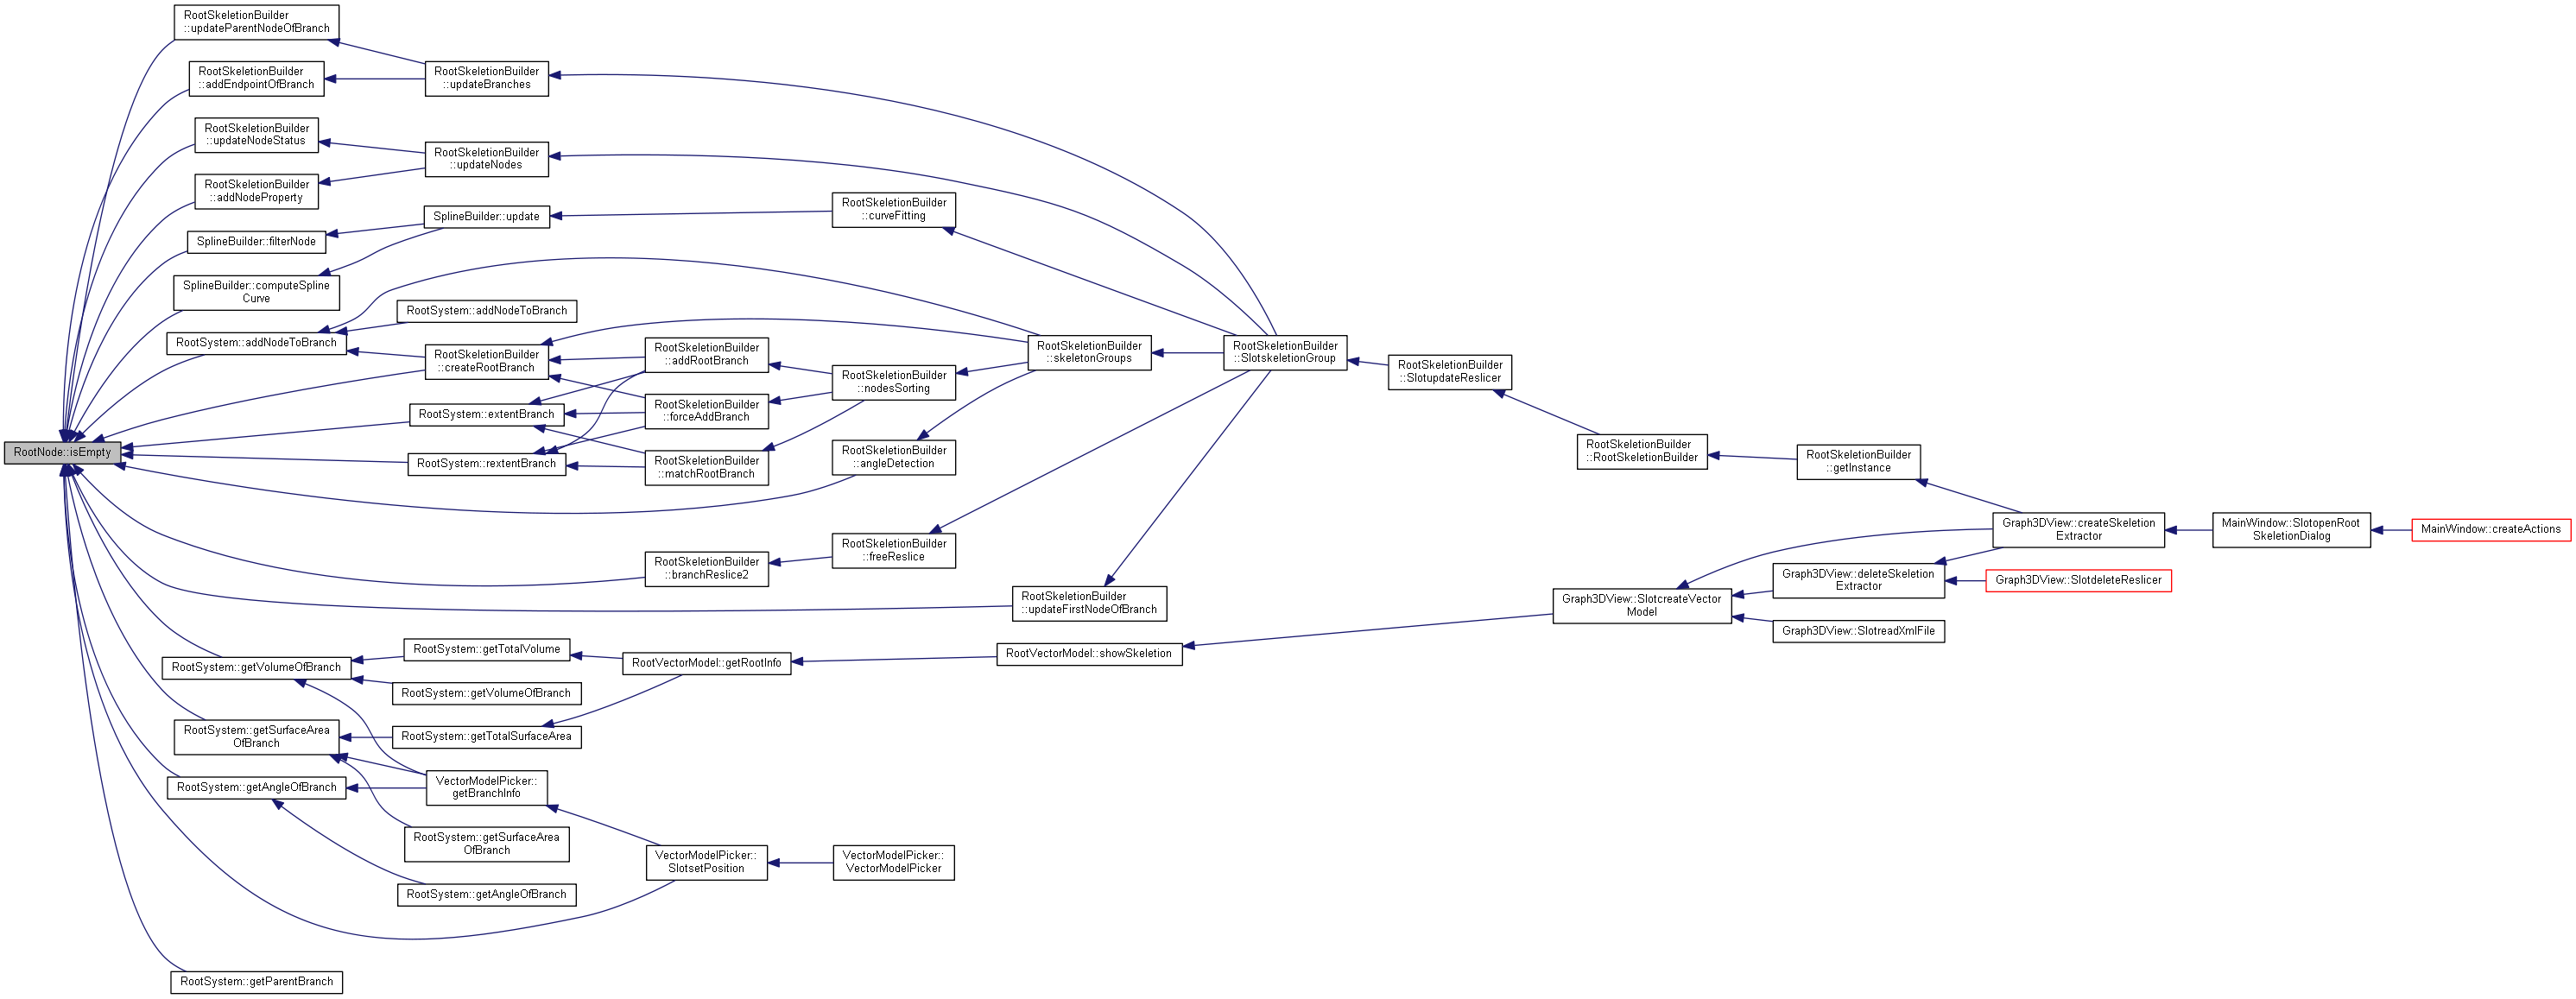 RootSkeletionBuilder
::updateParentNodeOfBranch
RootSkeletionBuilder
::addEndpointOfBranch
RootSkeletionBuilder
::updateBranches
RootSkeletionBuilder
::updateNodeStatus
RootSkeletionBuilder
::updateNodes
RootSkeletionBuilder
::addNodeProperty
SplineBuilder::filterNode
SplineBuilder::update
RootSkeletionBuilder
::curveFitting
SplineBuilder::computeSpline
Curve
RootSystem::addNodeToBranch
RootSystem::addNodeToBranch
RootSkeletionBuilder
::createRootBranch
RootSkeletionBuilder
::addRootBranch
RootSkeletionBuilder
::nodesSorting
RootSkeletionBuilder
::skeletonGroups
RootSkeletionBuilder
::SlotskeletionGroup
RootSkeletionBuilder
::SlotupdateReslicer
RootSystem::extentBranch
RootSkeletionBuilder
::forceAddBranch
RootNode::isEmpty
RootSystem::rextentBranch
RootSkeletionBuilder
::matchRootBranch
RootSkeletionBuilder
::angleDetection
RootSkeletionBuilder
::RootSkeletionBuilder
RootSkeletionBuilder
::getInstance
Graph3DView::createSkeletion
Extractor
MainWindow::SlotopenRoot
SkeletionDialog
MainWindow::createActions
RootSkeletionBuilder
::branchReslice2
RootSkeletionBuilder
::freeReslice
RootSkeletionBuilder
::updateFirstNodeOfBranch
Graph3DView::SlotcreateVector
Model
Graph3DView::deleteSkeletion
Extractor
Graph3DView::SlotdeleteReslicer
Graph3DView::SlotreadXmlFile
RootSystem::getVolumeOfBranch
RootSystem::getTotalVolume
RootVectorModel::getRootInfo
RootVectorModel::showSkeletion
RootSystem::getVolumeOfBranch
RootSystem::getSurfaceArea
OfBranch
RootSystem::getTotalSurfaceArea
RootSystem::getAngleOfBranch
VectorModelPicker::
getBranchInfo
RootSystem::getSurfaceArea
OfBranch
VectorModelPicker::
SlotsetPosition
VectorModelPicker::
VectorModelPicker
RootSystem::getAngleOfBranch
RootSystem::getParentBranch